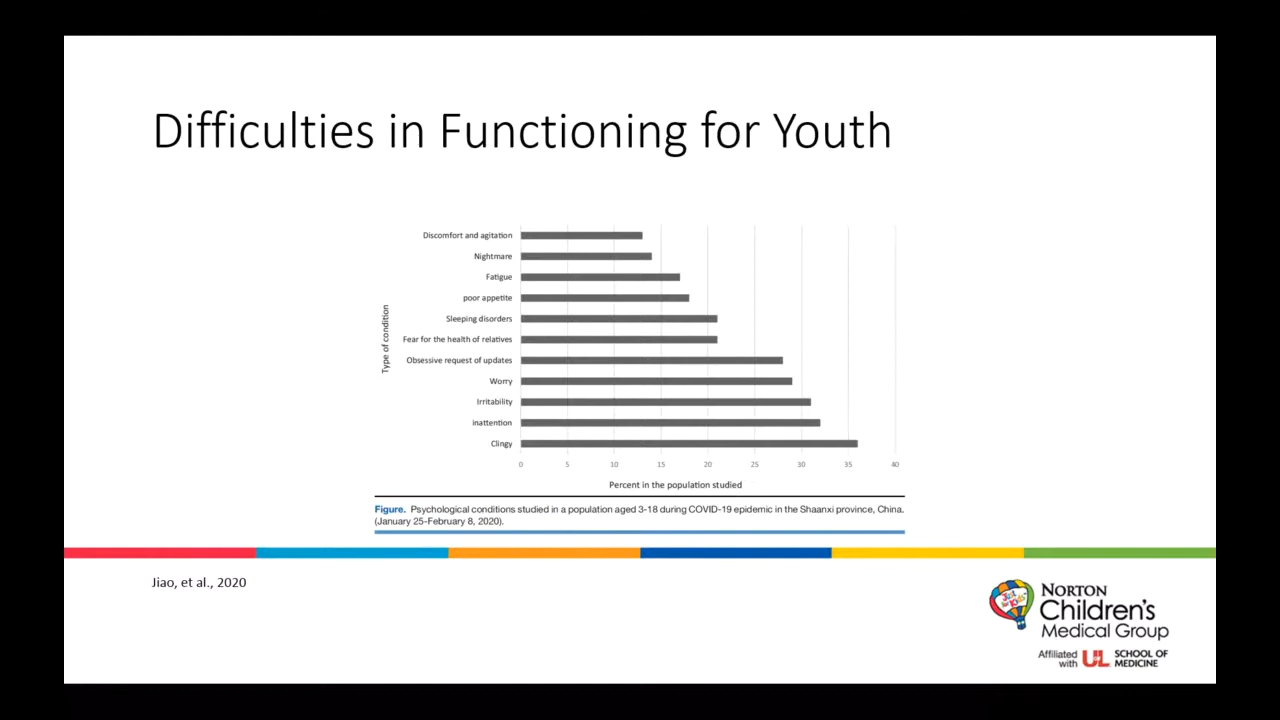 Difficulties in Functioning for Youth
Discomfort and agitation
Nightmare
Fatigue
poor appetite
Sleeping disorders
Fear for the health of relatives
Obsessive request of updates
Worry
Irritability
inattention
Clingy
Type of condition
0 5 10 15 20 25 30 35 40
Percent in the population studied
Figure. Psychological conditions studied in a population aged 3-18 during COVID-19 epidemic in the Shaanxi province, China.
(January 25-February 8, 2020).
Jiao, et al., 2020
Just for Kids
NORTON
Children's
Medical Group
Affiliated
with
UL
SCHOOL OF
MEDICINE